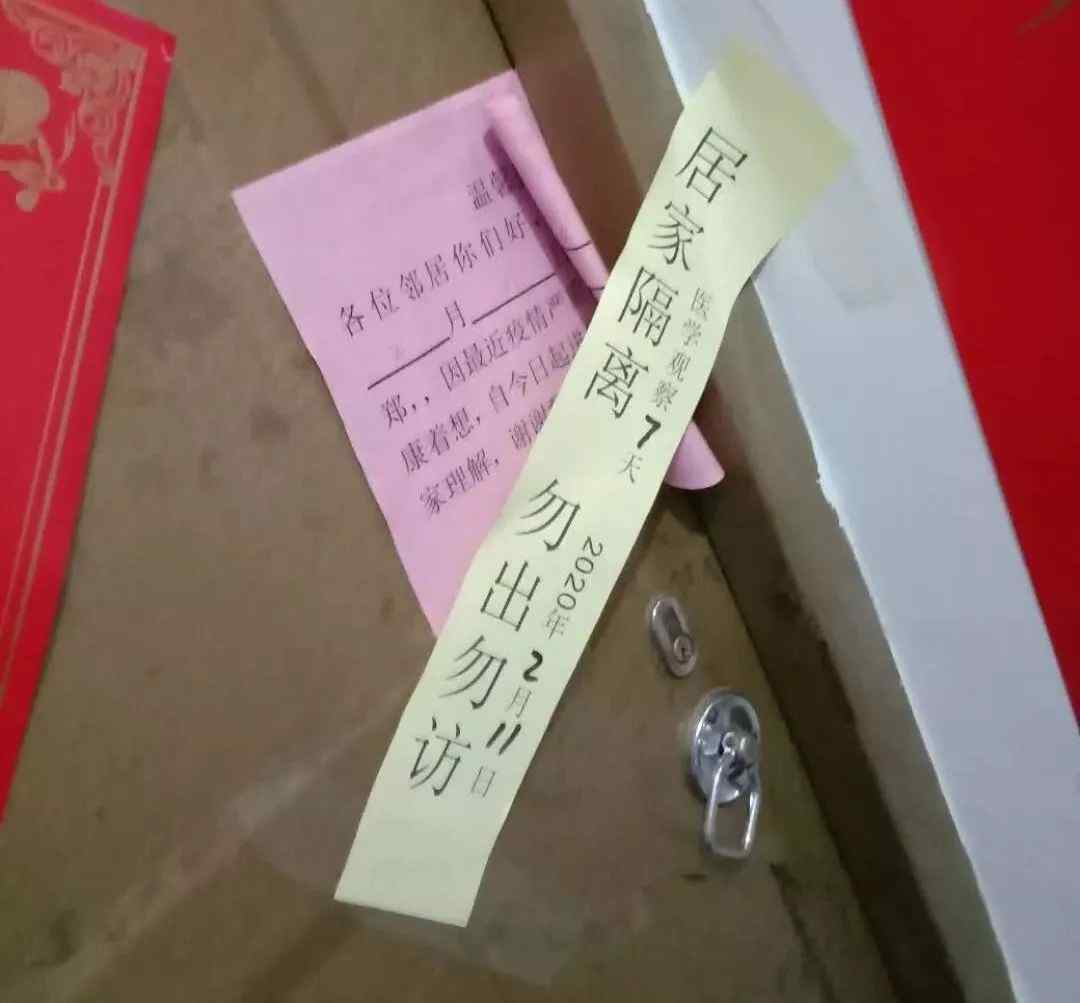 温馨
各位邻居你们好
月
郑，，因最近疫情严
康着想，自今日起
家理解，谢谢
居家隔离 勿出勿访
医学观察7天 2020年2月11日